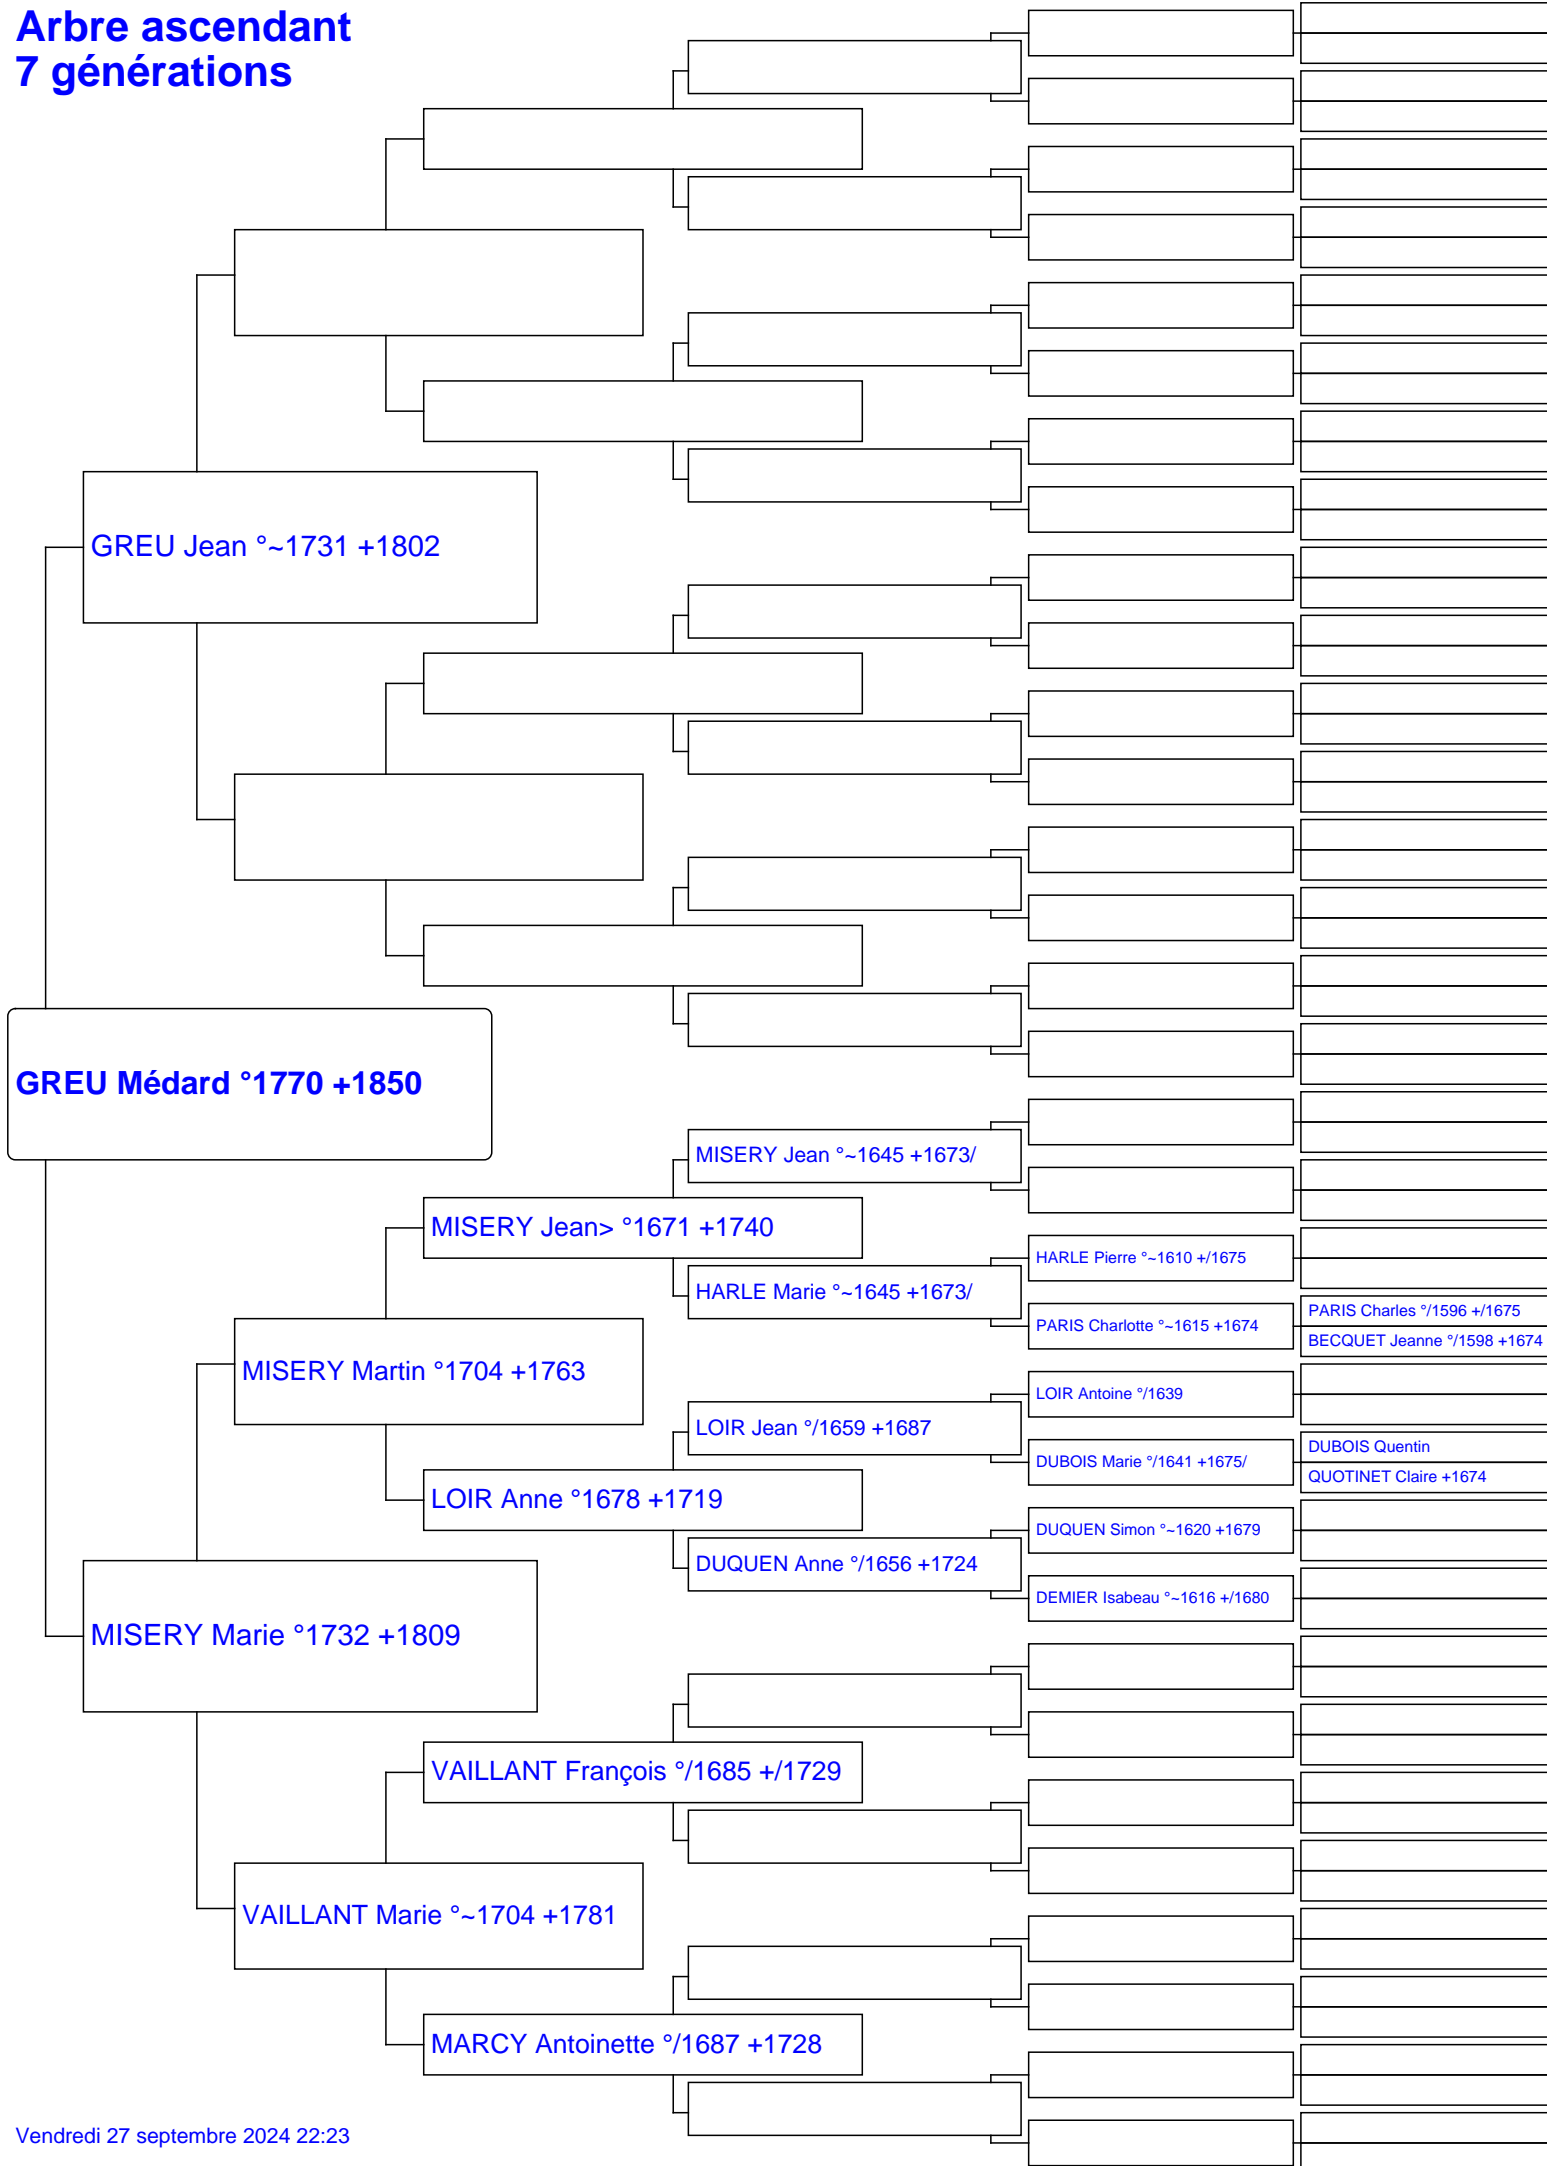 Arbre ascendant
7 générations
GREU Jean °~1731 +1802
GREU Médard °1770 +1850
MISERY Jean °~1645 +1673/
MISERY Jean> °1671 +1740
HARLE Pierre °~1610 +/1675
HARLE Marie °~1645 +1673/
PARIS Charles °/1596 +/1675
PARIS Charlotte °~1615 +1674
BECQUET Jeanne °/1598 +1674
MISERY Martin °1704 +1763
LOIR Antoine °/1639
LOIR Jean °/1659 +1687
DUBOIS Quentin
DUBOIS Marie °/1641 +1675/
QUOTINET Claire +1674
LOIR Anne °1678 +1719
DUQUEN Simon °~1620 +1679
DUQUEN Anne °/1656 +1724
DEMIER Isabeau °~1616 +/1680
MISERY Marie °1732 +1809
VAILLANT François °/1685 +/1729
VAILLANT Marie °~1704 +1781
MARCY Antoinette °/1687 +1728
Vendredi 27 septembre 2024 22:23